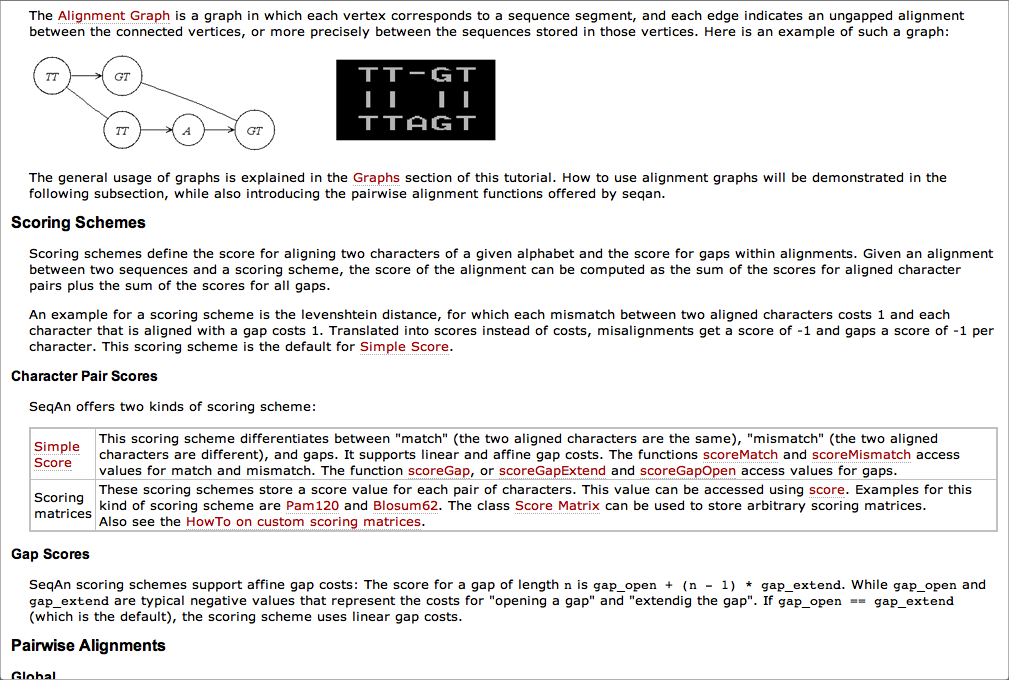 The Alignment Graph is a graph in which each vertex corresponds to a sequence segment, and each edge indicates an ungapped alignment
between the connected vertices, or more precisely between the sequences stored in those vertices. Here is an example of such a graph:
TT GT
TT A GT
TT-GT
TTAGT
The general usage of graphs is explained in the Graphs section of this tutorial. How to use alignment graphs will be demonstrated in the
following subsection, while also introducing the pairwise alignment functions offered by seqan.
Scoring Schemes
Scoring schemes define the score for aligning two characters of a given alphabet and the score for gaps within alignments. Given an alignment
between two sequences and a scoring scheme, the score of the alignment can be computed as the sum of the scores for aligned character
pairs plus the sum of the scores for all gaps.
An example for a scoring scheme is the levenshtein distance, for which each mismatch between two aligned characters costs 1 and each
character that is aligned with a gap costs 1. Translated into scores instead of costs, misalignments get a score of -1 and gaps a score of -1 per
character. This scoring scheme is the default for Simple Score.
Character Pair Scores
SeqAn offers two kinds of scoring scheme:
Simple
Score
This scoring scheme differentiates between "match" (the two aligned characters are the same), "mismatch" (the two aligned
characters are different), and gaps. It supports linear and affine gap costs. The functions scoreMatch and scoreMismatch access
values for match and mismatch. The function scoreGap, or scoreGapExtend and scoreGapOpen access values for gaps.
Scoring
matrices
These scoring schemes store a score value for each pair of characters. This value can be accessed using score. Examples for this
kind of scoring scheme are Pam120 and Blosum62. The class Score Matrix can be used to store arbitrary scoring matrices.
Also see the HowTo on custom scoring matrices.
Gap Scores
SeqAn scoring schemes support affine gap costs: The score for a gap of length n is gap_open + (n - 1) * gap_extend. While gap_open and
gap_extend are typical negative values that represent the costs for "opening a gap" and "extendig the gap". If gap_open == gap_extend
(which is the default), the scoring scheme uses linear gap costs.
Pairwise Alignments
Global